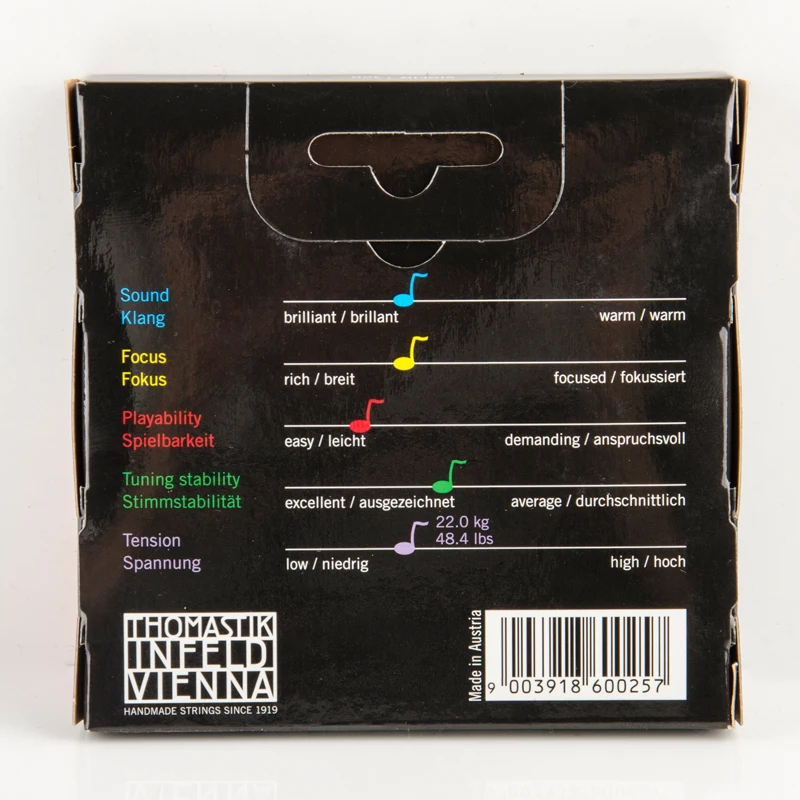 Sound
Klang
brilliant / brillant
warm / warm
Focus
Fokus
rich / breit
focused / fokussiert
Playability
Spielbarkeit
easy / leicht
demanding / anspruchsvoll
Tuning stability
Stimmstabilität
excellent / ausgezeichnet
average / durchschnittlich
Tension
Spannung
22.0 kg
48.4 lbs
low / niedrig
high / hoch
THOMASTIK
INFELD
VIENNA
HANDMADE STRINGS SINCE 1919
Made in Austria
9 003918 600257